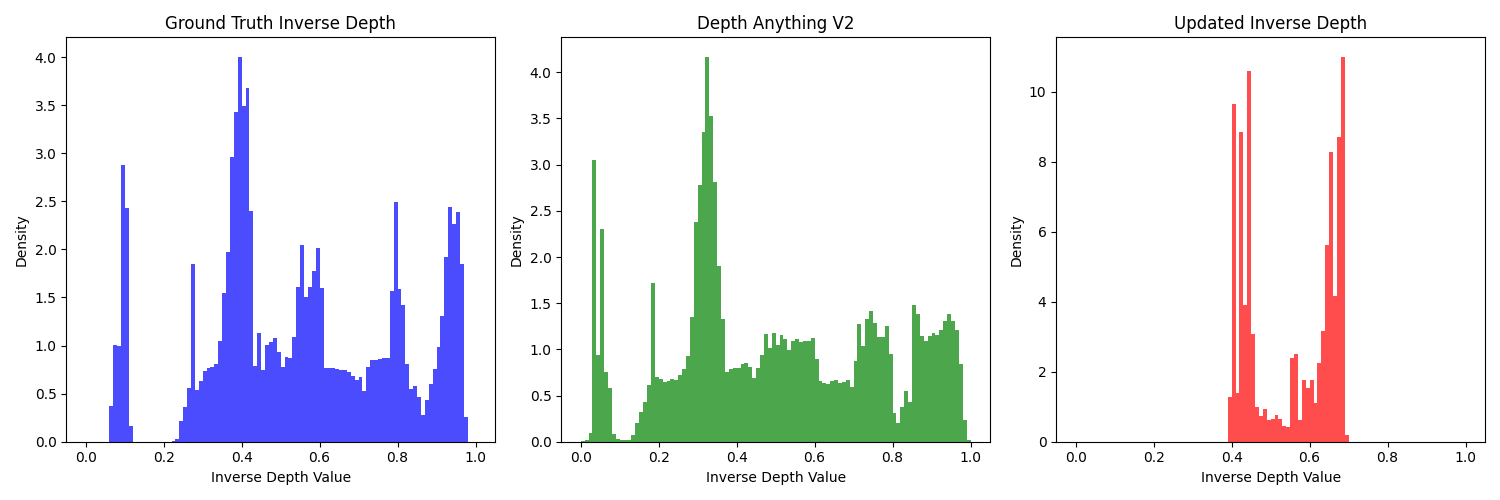 Ground Truth Inverse Depth
4.0
3.5
3.0
2.5
2.0
1.5
1.0
0.5
0.0
Density
0.0 0.2 0.4 0.6 0.8 1.0
Inverse Depth Value
Depth Anything V2
4.0
3.5
3.0
2.5
2.0
1.5
1.0
0.5
0.0
Density
0.0 0.2 0.4 0.6 0.8 1.0
Inverse Depth Value
Updated Inverse Depth
10
8
6
4
2
0
Density
0.0 0.2 0.4 0.6 0.8 1.0
Inverse Depth Value